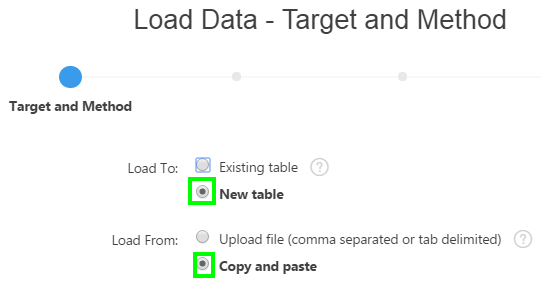 Load Data - Target and Method
Target and Method
Load To: Existing table ?
New table
Load From: Upload file (comma separated or tab delimited) ?
Copy and paste